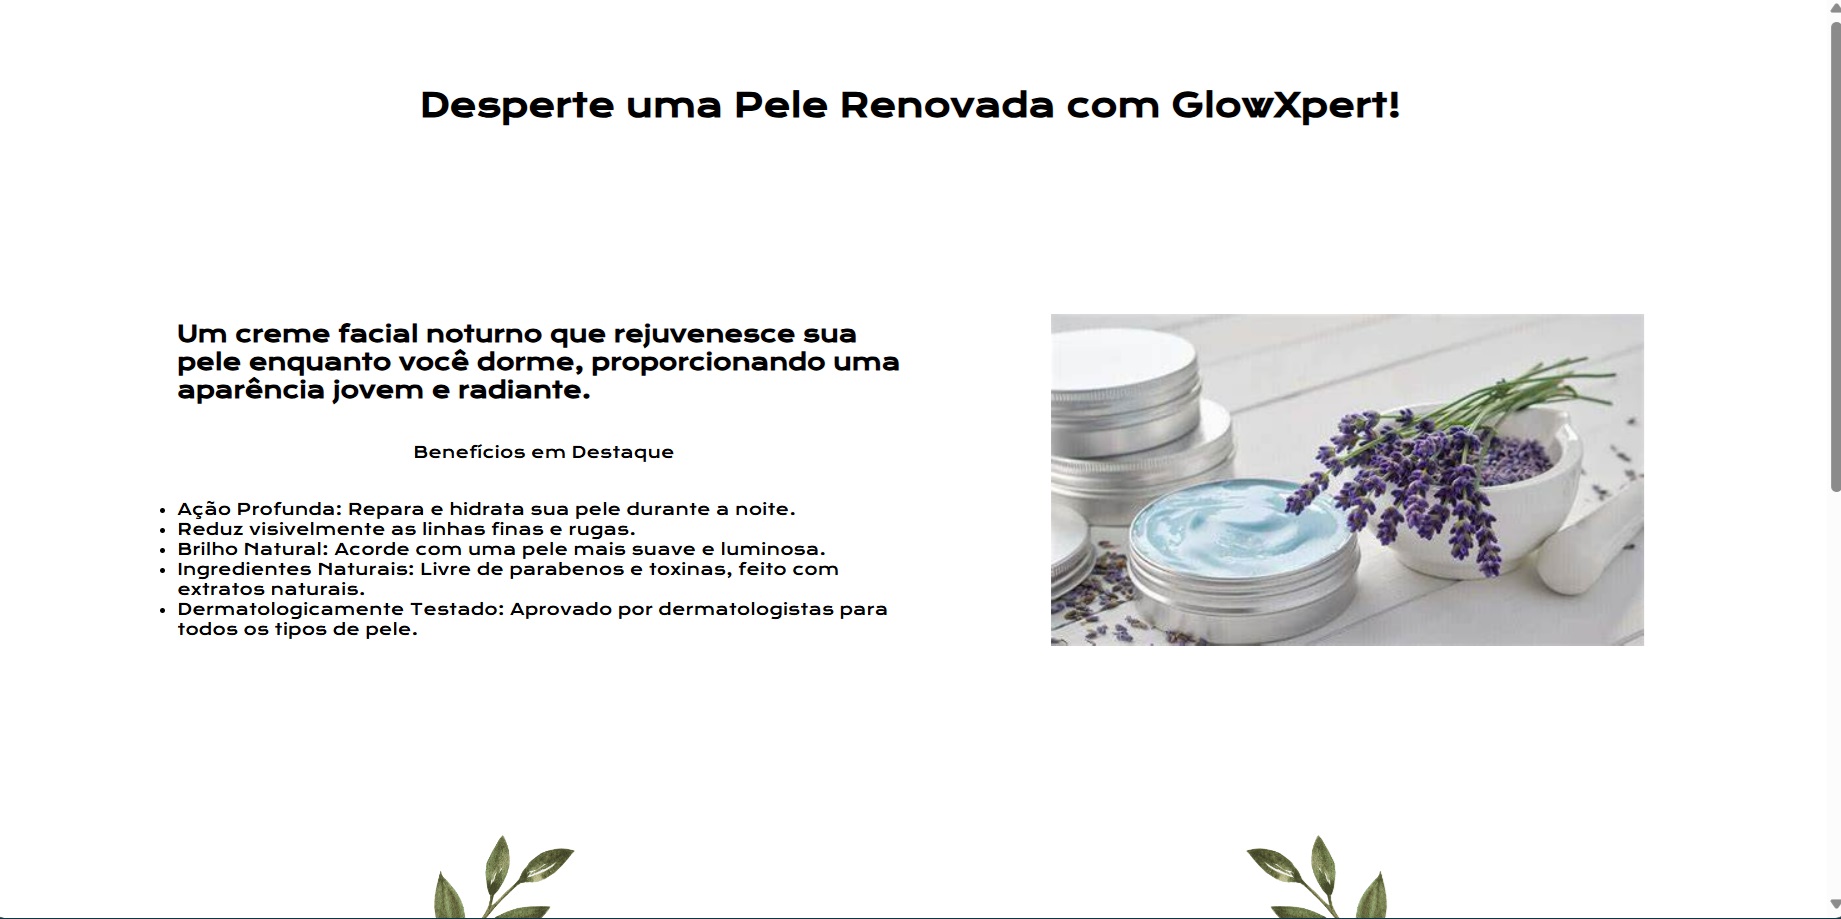 Desperte uma Pele Renovada com GlowXpert!
Um creme facial noturno que rejuvenesce sua
pele enquanto você dorme, proporcionando uma
aparência jovem e radiante.
Benefícios em Destaque
• Ação Profunda: Repara e hidrata sua pele durante a noite.
• Reduz visivelmente as linhas finas e rugas.
• Brilho Natural: Acorde com uma pele mais suave e luminosa.
• Ingredientes Naturais: Livre de parabenos e toxinas, feito com
extratos naturais.
• Dermatologicamente Testado: Aprovado por dermatologistas para
todos os tipos de pele.